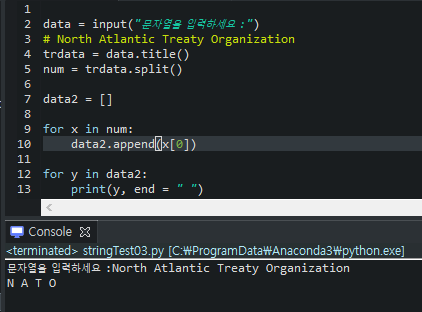 1
2 data = input("문자열을 입력하세요 :")
3 # North Atlantic Treaty Organization
4 trdata = data.title()
5 num = trdata.split()
6
7 data2 = []
8
9 for x in num:
10 data2.append(x[0])
11
12 for y in data2:
13 print(y, end = " ")
Console
<terminated> stringTest03.py [C:₩ProgramData₩Anaconda3₩python.exe]
문자열을 입력하세요 :North Atlantic Treaty Organization
N A T O